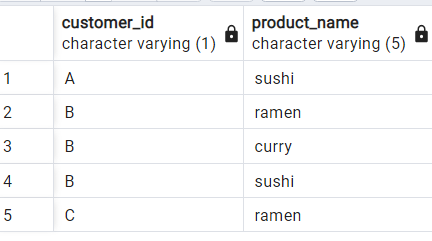 customer_id product_name
character varying (1) character varying (5)
1 A sushi
2 B ramen
3 B curry
4 B sushi
5 C ramen